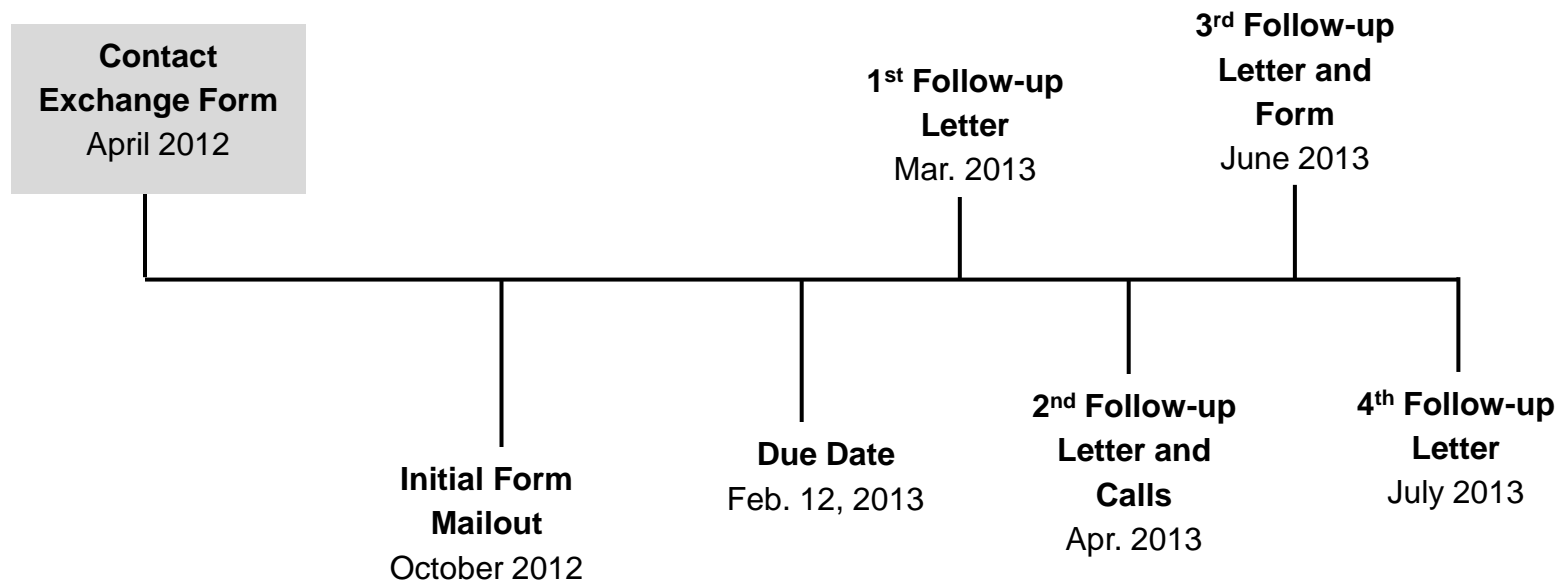 Contact
Exchange Form
April 2012
Initial Form
Mailout
October 2012
Due Date
Feb. 12, 2013
1st Follow-up
Letter
Mar. 2013
2nd Follow-up
Letter and
Calls
Apr. 2013
3rd Follow-up
Letter and
Form
June 2013
4th Follow-up
Letter
July 2013